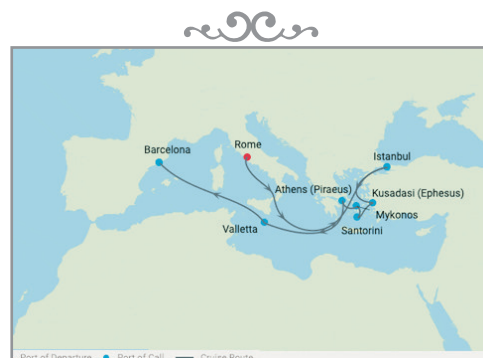 Barcelona
Rome
Istanbul
Athens (Piraeus)
Kusadasi (Ephesus)
Mykonos
Valletta
Santorini
Port of Departure Port of Call Cruise Route